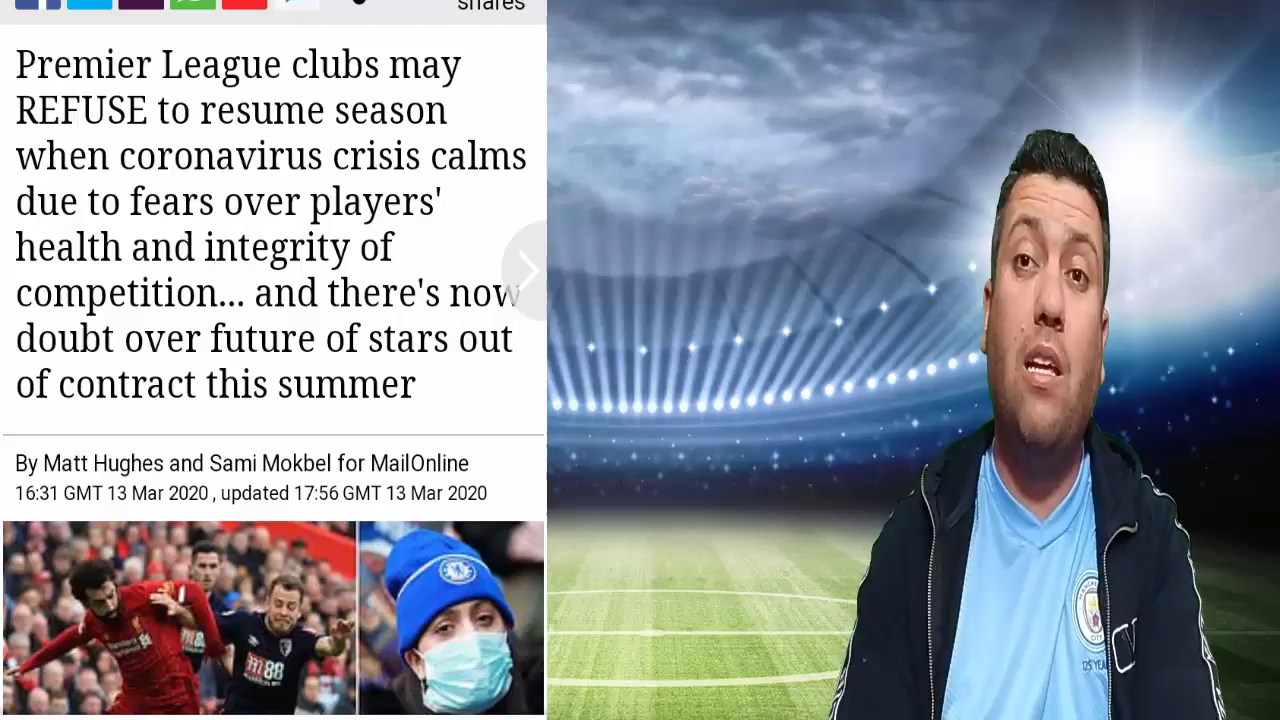 shares
Premier League clubs may
REFUSE to resume season
when coronavirus crisis calms
due to fears over players'
health and integrity of
competition... and there's now
doubt over future of stars out
of contract this summer
By Matt Hughes and Sami Mokbel for MailOnline
16:31 GMT 13 Mar 2020 , updated 17:56 GMT 13 Mar 2020
m88
CITY